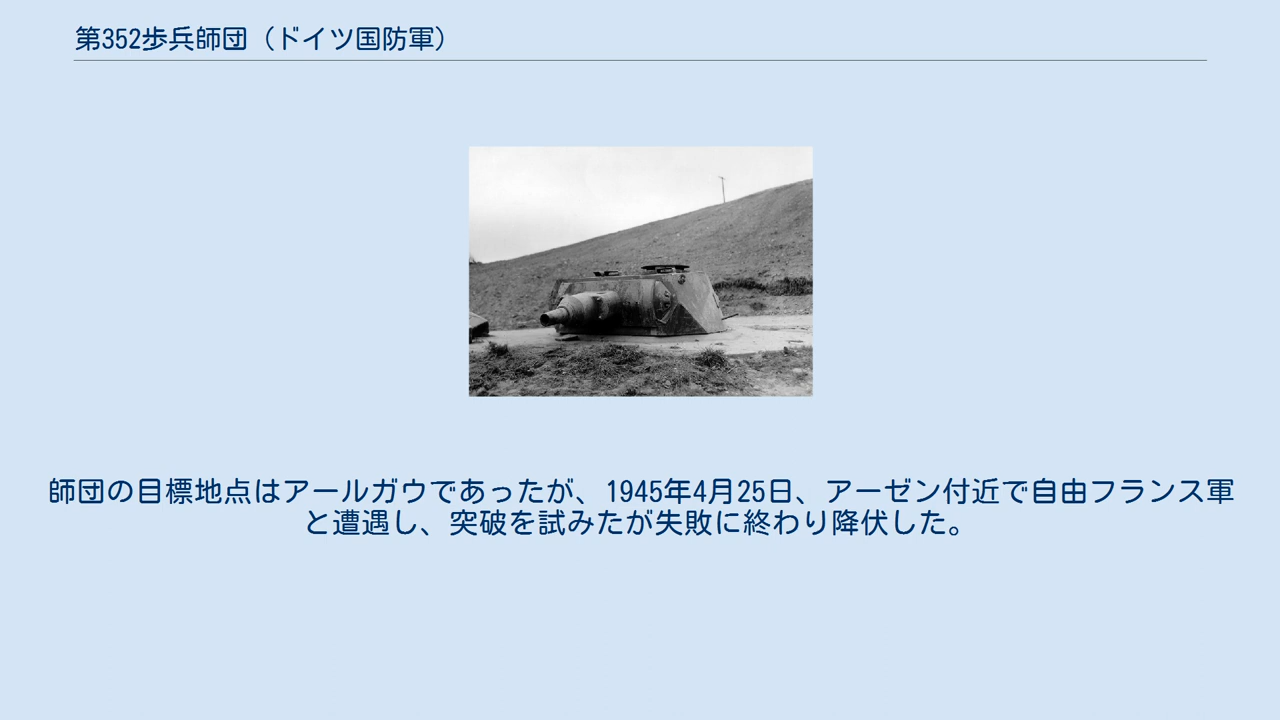 第352歩兵師団（ドイツ国防軍）
師団の目標地点はアールガウであったが、1945年4月25日、アーゼン付近で自由フランス軍
と遭遇し、突破を試みたが失敗に終わり降伏した。